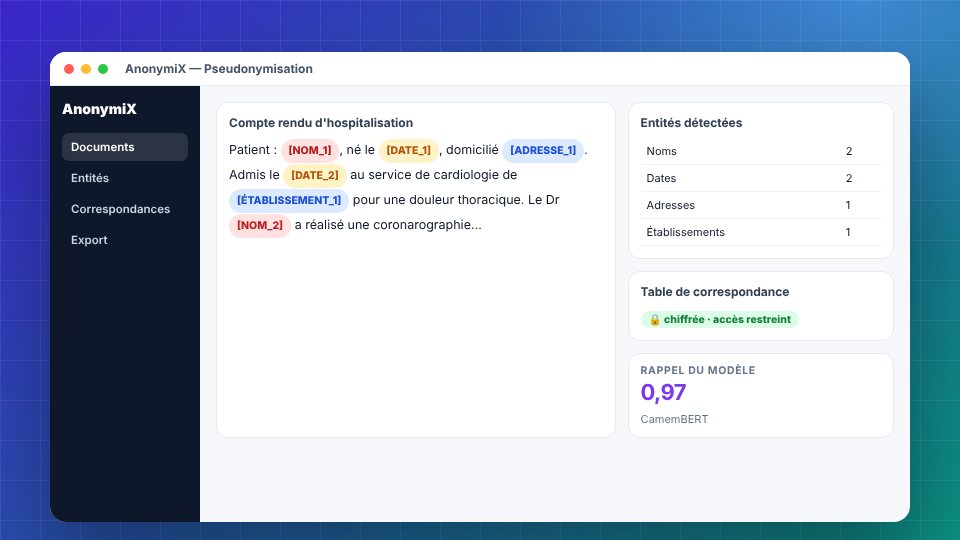 AnonymiX — Pseudonymisation
AnonymiX
Documents
Entités
Correspondances
Export
Compte rendu d'hospitalisation
Patient : [NOM_1], né le [DATE_1], domicilié [ADRESSE_1].
Admis le [DATE_2] au service de cardiologie de
[ÉTABLISSEMENT_1] pour une douleur thoracique. Le Dr
[NOM_2] a réalisé une coronarographie...
Entités détectées
Noms 2
Dates 2
Adresses 1
Établissements 1
Table de correspondance
🔒 chiffrée · accès restreint
RAPPEL DU MODÈLE
0,97
CamemBERT